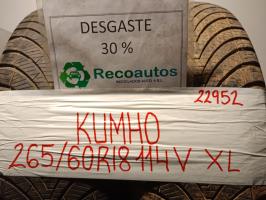 DESGASTE
30 %
Recoautos
22952
KUMHO
265/60R18 114V XL